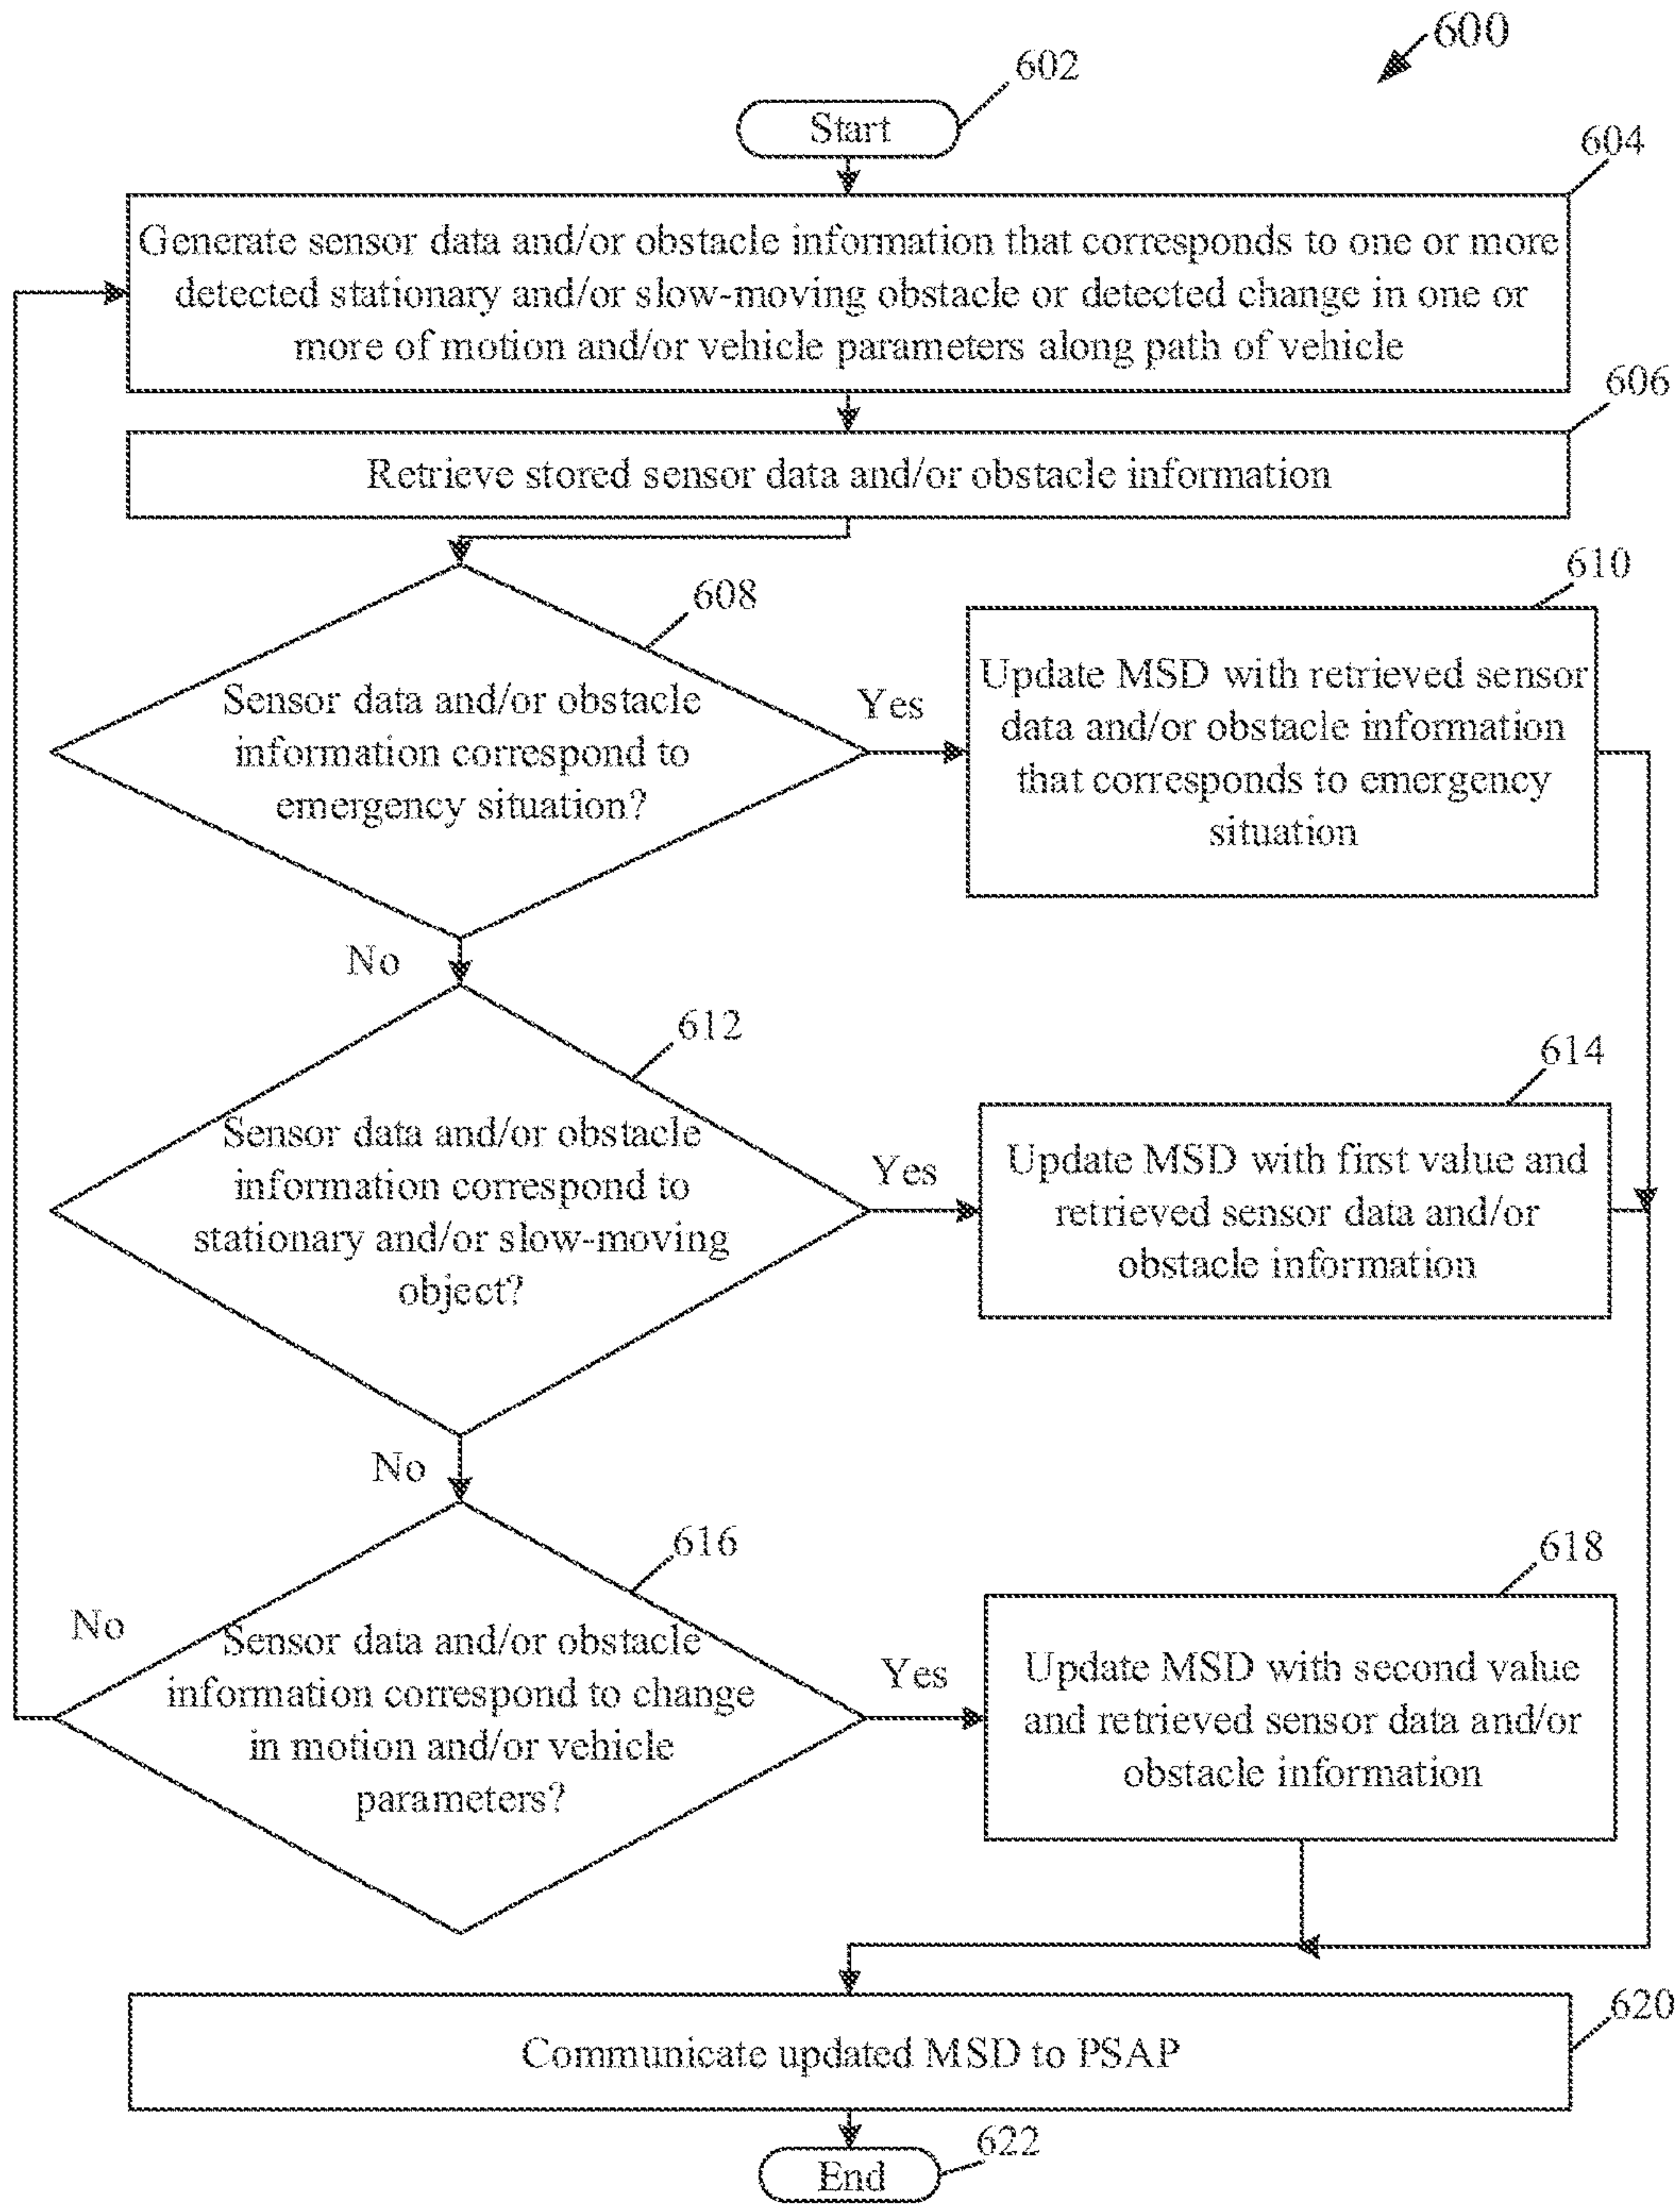 600
602
Start
604
Generate sensor data and/or obstacle information that corresponds to one or more
detected stationary and/or slow-moving obstacle or detected change in one or
more of motion and/or vehicle parameters along path of vehicle
606
Retrieve stored sensor data and/or obstacle information
608
Sensor data and/or obstacle
information correspond to
emergency situation?
Yes
610
Update MSD with retrieved sensor
data and/or obstacle information
that corresponds to emergency
situation
No
612
Sensor data and/or obstacle
information correspond to
stationary and/or slow-moving
object?
Yes
614
Update MSD with first value and
retrieved sensor data and/or
obstacle information
No
616
No
Sensor data and/or obstacle
information correspond to change
in motion and/or vehicle
parameters?
Yes
618
Update MSD with second value
and retrieved sensor data and/or
obstacle information
620
Communicate updated MSD to PSAP
622
End